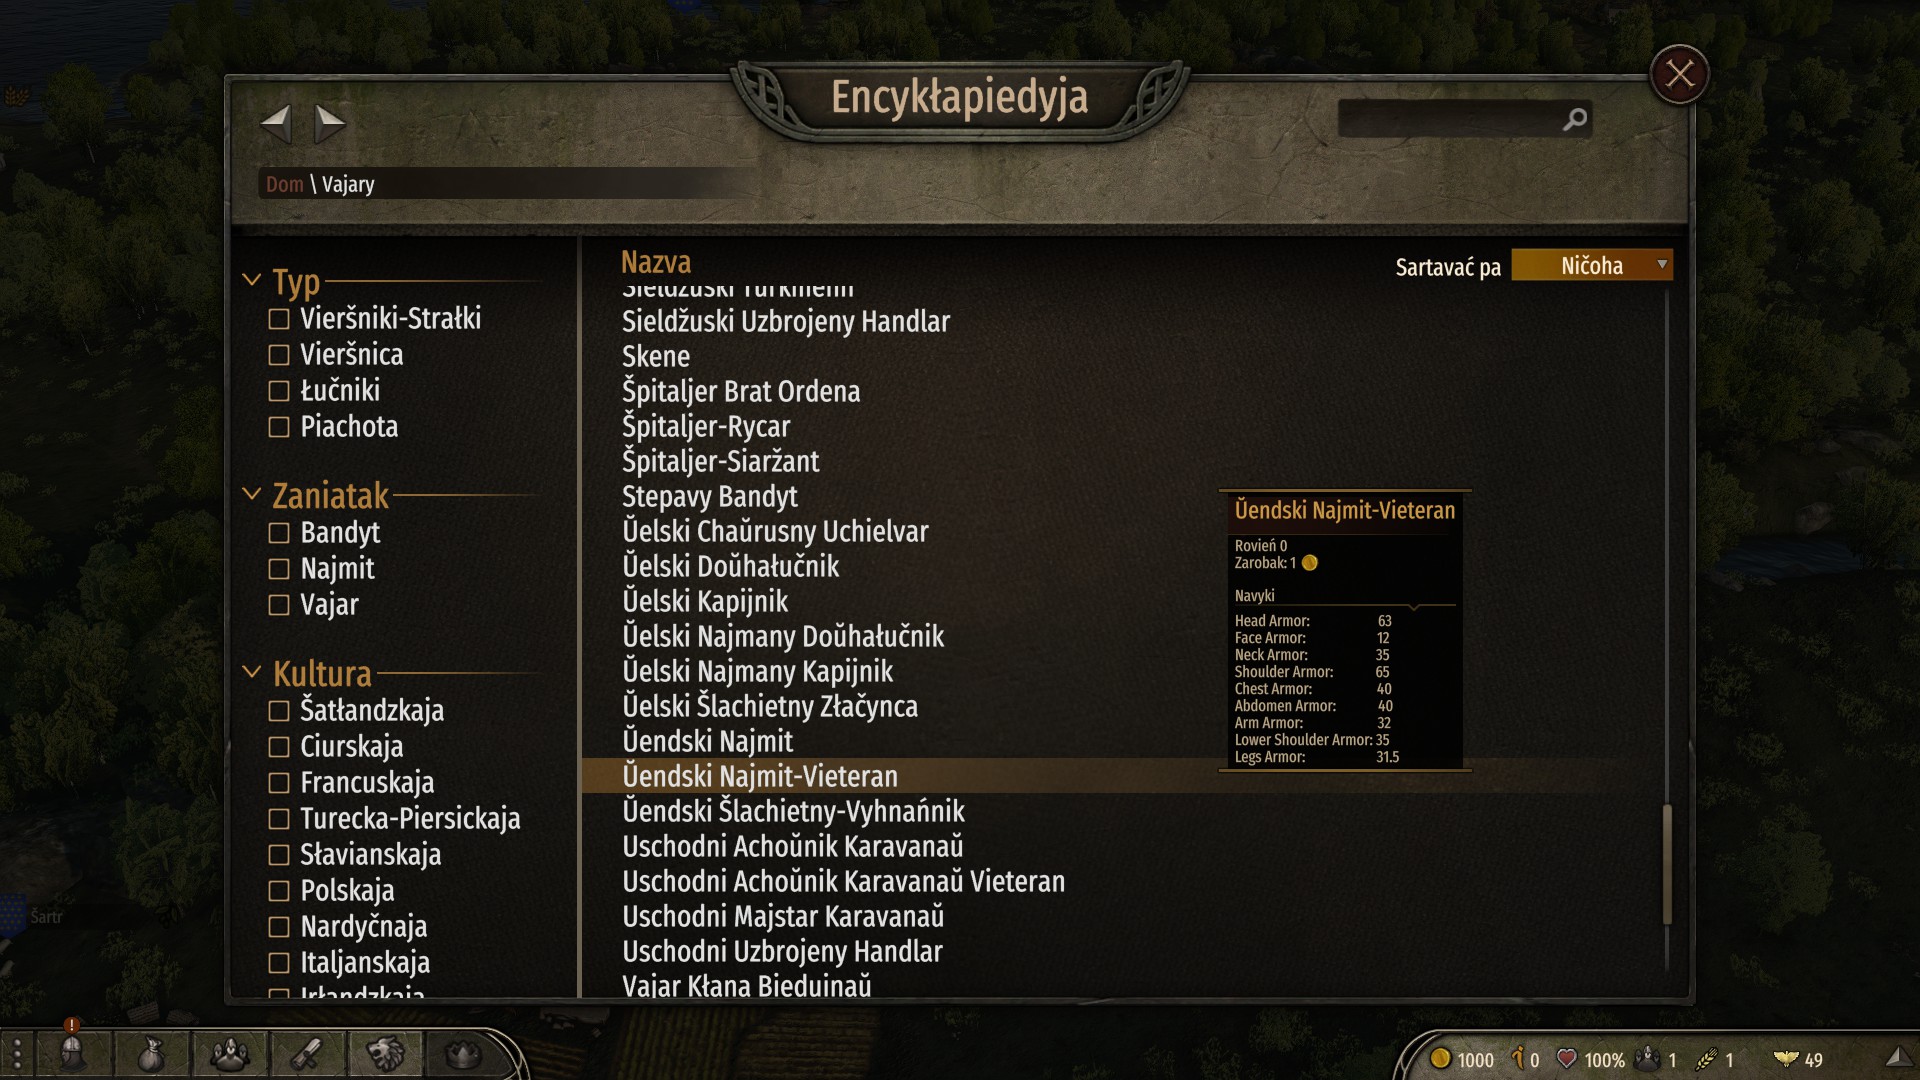 Encykłapiedyja
Dom \ Vajary
Typ
Vieršniki-Strałki
Vieršnica
Łučniki
Piachota
Zaniatak
Bandyt
Najmit
Vajar
Kultura
Šatłandzkaja
Ciurskaja
Francuskaja
Turecka-Piersickaja
Słavianskaja
Polskaja
Nardyčnaja
Italjanskaja
Irłandzkaja
Nazva
Sartavać pa Ničoha
Sieldžuski Turkmienn
Sieldžuski Uzbrojeny Handlar
Skene
Špitaljer Brat Ordena
Špitaljer-Rycar
Špitaljer-Siaržant
Stepavy Bandyt
Ŭelski Chaŭrusny Uchielvar
Ŭelski Doŭhałučnik
Ŭelski Kapijnik
Ŭelski Najmany Doŭhałučnik
Ŭelski Najmany Kapijnik
Ŭelski Šlachietny Złačynca
Ŭendski Najmit
Ŭendski Najmit-Vieteran
Ŭendski Šlachietny-Vyhnańnik
Uschodni Achoŭnik Karavanaŭ
Uschodni Achoŭnik Karavanaŭ Vieteran
Uschodni Majstar Karavanaŭ
Uschodni Uzbrojeny Handlar
Vajar Kłana Bieduinaŭ
Ŭendski Najmit-Vieteran
Rovień 0
Zarobak: 1
Navyki
Head Armor: 63
Face Armor: 12
Neck Armor: 35
Shoulder Armor: 65
Chest Armor: 40
Abdomen Armor: 40
Arm Armor: 32
Lower Shoulder Armor: 35
Legs Armor: 31.5
Šartr
1000 0 100% 1 1 49